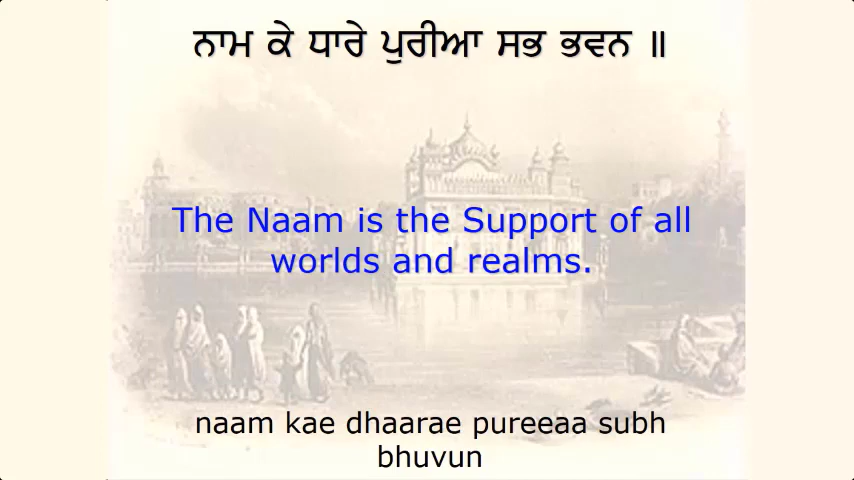 ਨਾਮ ਕੇ ਧਾਰੇ ਪੁਰੀਆ ਸਭ ਭਵਨ ॥
The Naam is the Support of all
worlds and realms.
naam kae dhaarae pureeaa subh
bhuvun